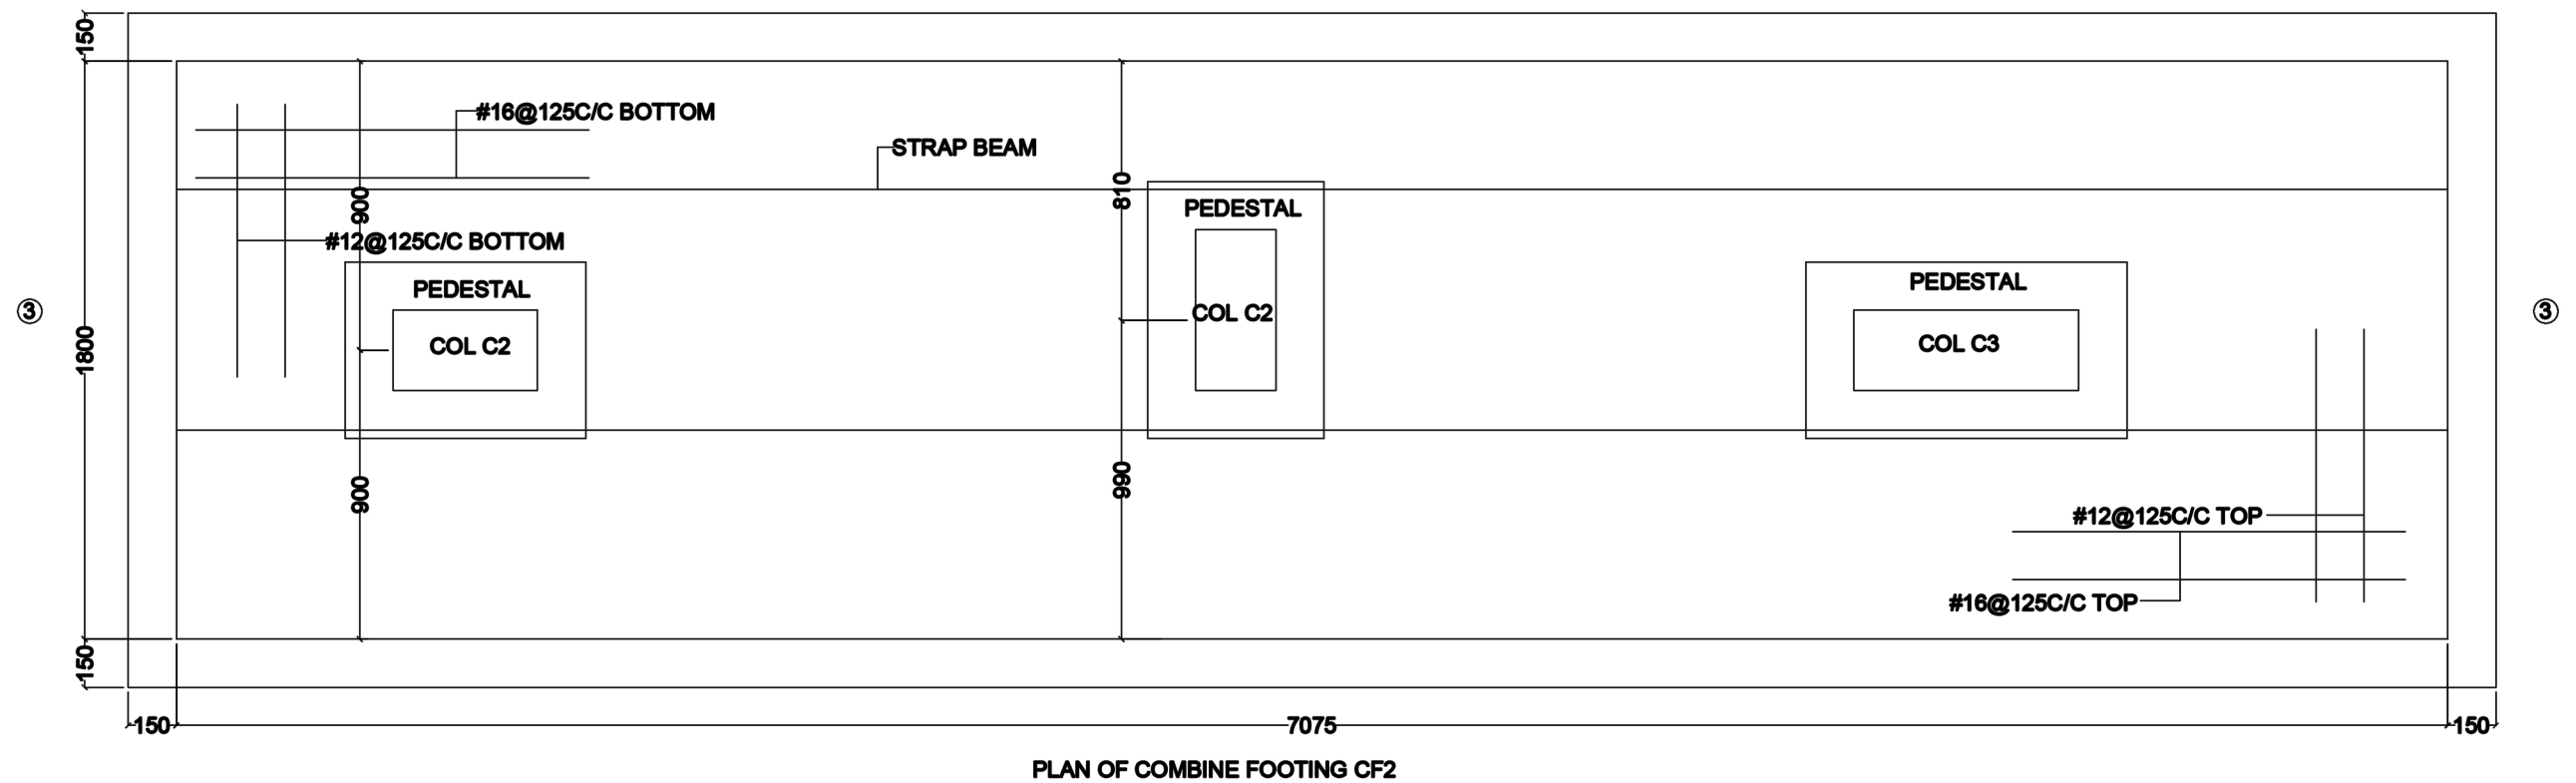 150
#16@125C/C BOTTOM
STRAP BEAM
900
810
PEDESTAL
#12@125C/C BOTTOM
PEDESTAL
PEDESTAL
3
COL C2
3
1800
COL C2
COL C3
900
990
#12@125C/C TOP
#16@125C/C TOP
150
150
7075
150
PLAN OF COMBINE FOOTING CF2